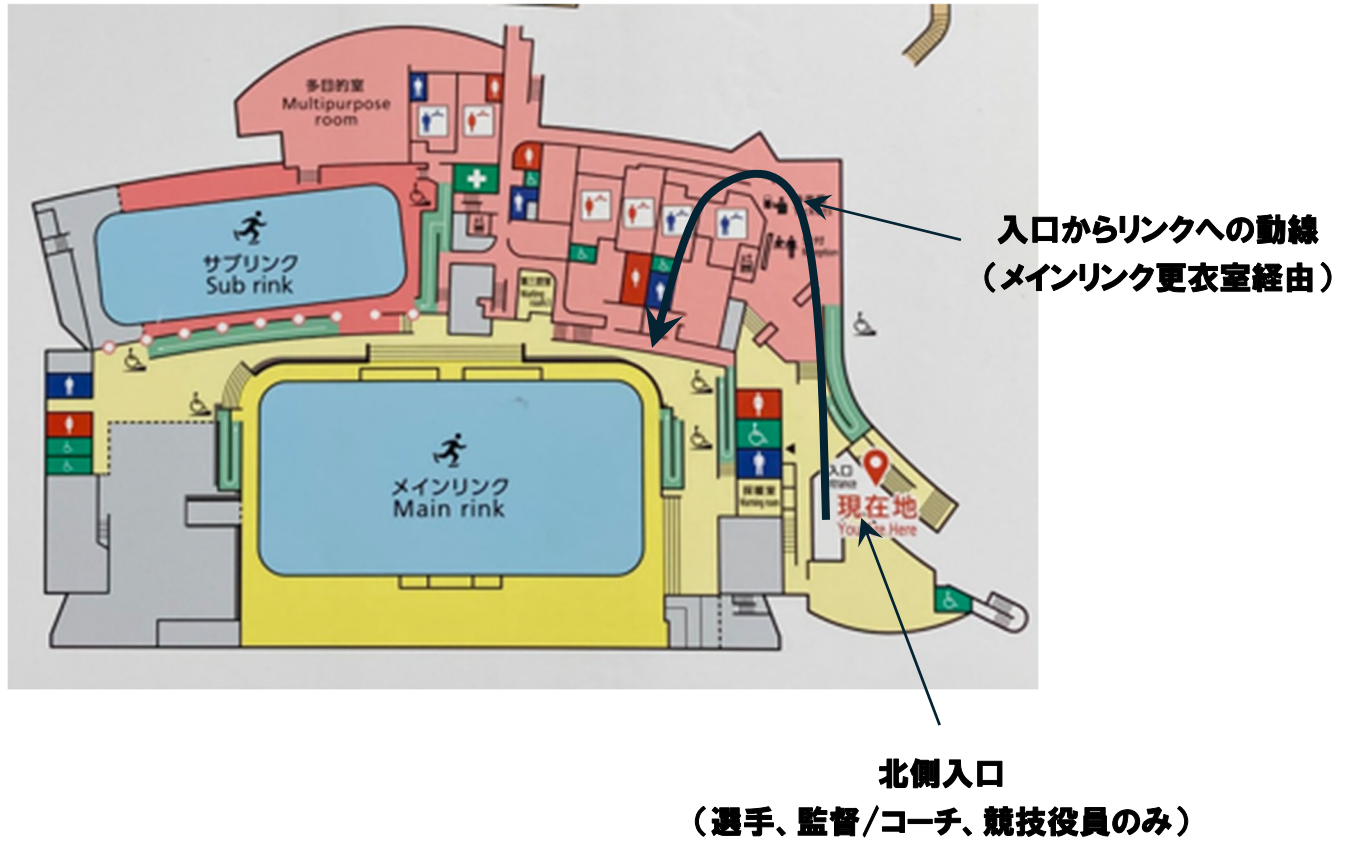 多目的室
Multipurpose
room
サブリンク
Sub rink
メインリンク
Main rink
入口
現在地
You Are Here
入口からリンクへの動線
（メインリンク更衣室経由）
北側入口
（選手、監督/コーチ、競技役員のみ）